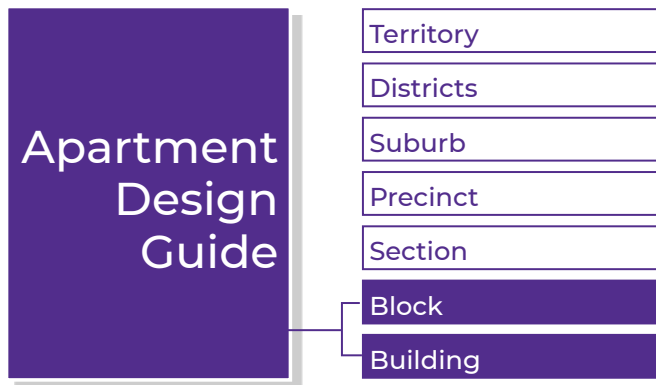 Apartment
Design
Guide
Territory
Districts
Suburb
Precinct
Section
Block
Building